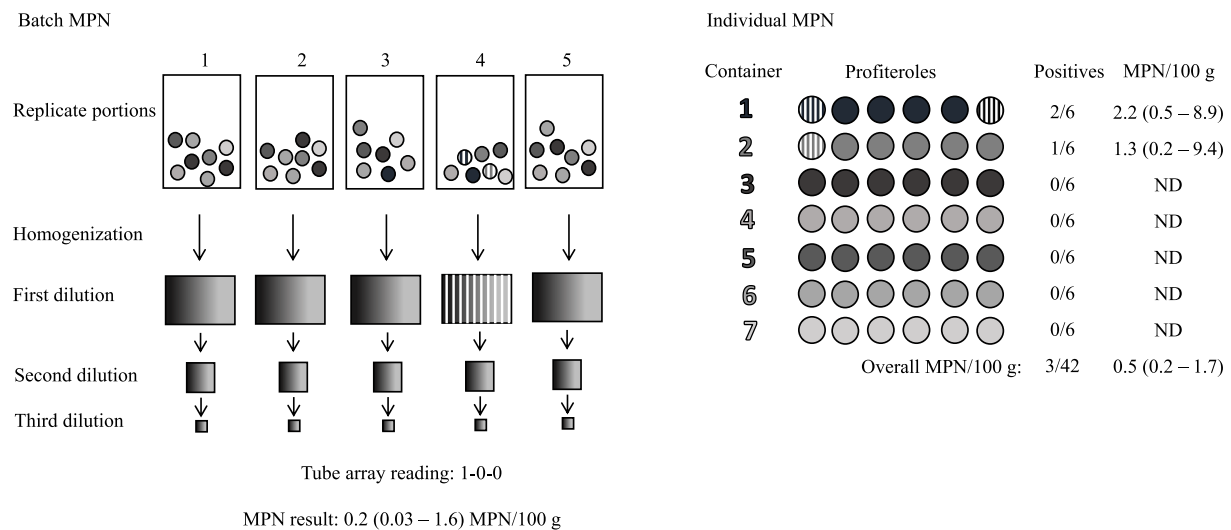 Batch MPN
1 2 3 4 5
Replicate portions
Homogenization
First dilution
Second dilution
Third dilution
Tube array reading: 1-0-0
MPN result: 0.2 (0.03 – 1.6) MPN/100 g
Individual MPN
Container Profiteroles Positives MPN/100 g
1 2/6 2.2 (0.5 – 8.9)
2 1/6 1.3 (0.2 – 9.4)
3 0/6 ND
4 0/6 ND
5 0/6 ND
6 0/6 ND
7 0/6 ND
Overall MPN/100 g: 3/42 0.5 (0.2 – 1.7)